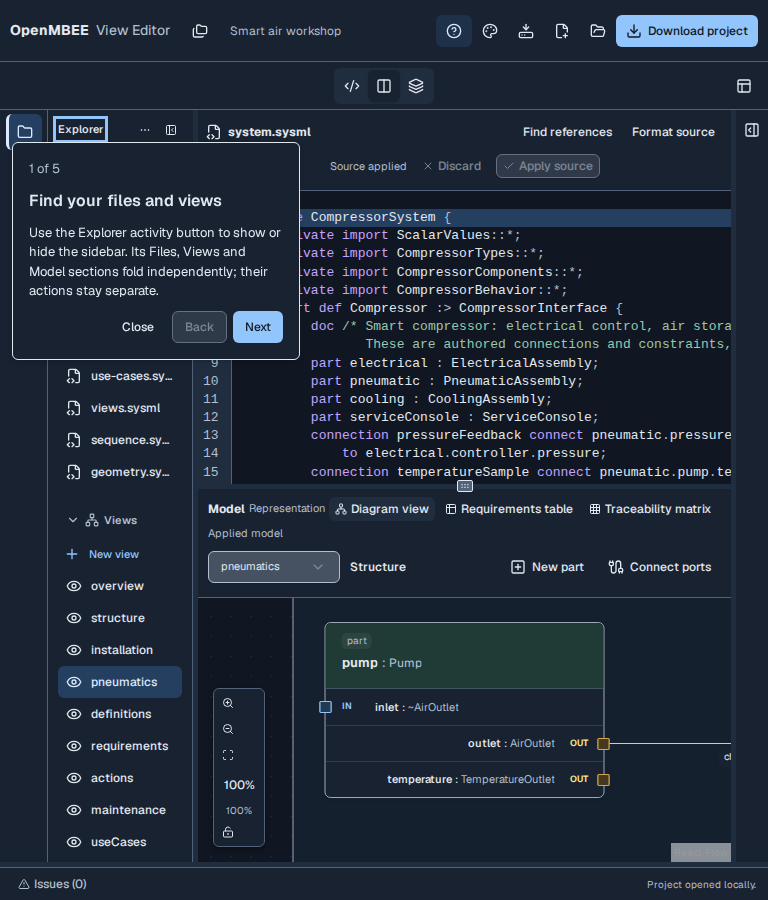 OpenMBEE View Editor
Smart air workshop
Download project
Explorer
system.sysml
Find references
Format source
Source applied
Discard
Apply source
1 of 5
Find your files and views
Use the Explorer activity button to show or
hide the sidebar. Its Files, Views and
Model sections fold independently; their
actions stay separate.
Close
Back
Next
CompressorSystem {
import ScalarValues::*;
import CompressorTypes::*;
import CompressorComponents::*;
import CompressorBehavior::*;
def Compressor :> CompressorInterface {
doc /* Smart compressor: electrical control, air stora
These are authored connections and constraints,
9 part electrical : ElectricalAssembly;
10 part pneumatic : PneumaticAssembly;
11 part cooling : CoolingAssembly;
12 part serviceConsole : ServiceConsole;
13 connection pressureFeedback connect pneumatic.pressure
14 to electrical.controller.pressure;
15 connection temperatureSample connect pneumatic.pump.te
use-cases.sy...
views.sysml
sequence.sy...
geometry.sy...
Views
New view
overview
structure
installation
pneumatics
definitions
requirements
actions
maintenance
useCases
Model Representation
Diagram view
Requirements table
Traceability matrix
Applied model
pneumatics
Structure
New part
Connect ports
part
pump : Pump
IN inlet : ~AirOutlet
outlet : AirOutlet OUT
temperature : TemperatureOutlet OUT
100%
100%
Issues (0)
Project opened locally.